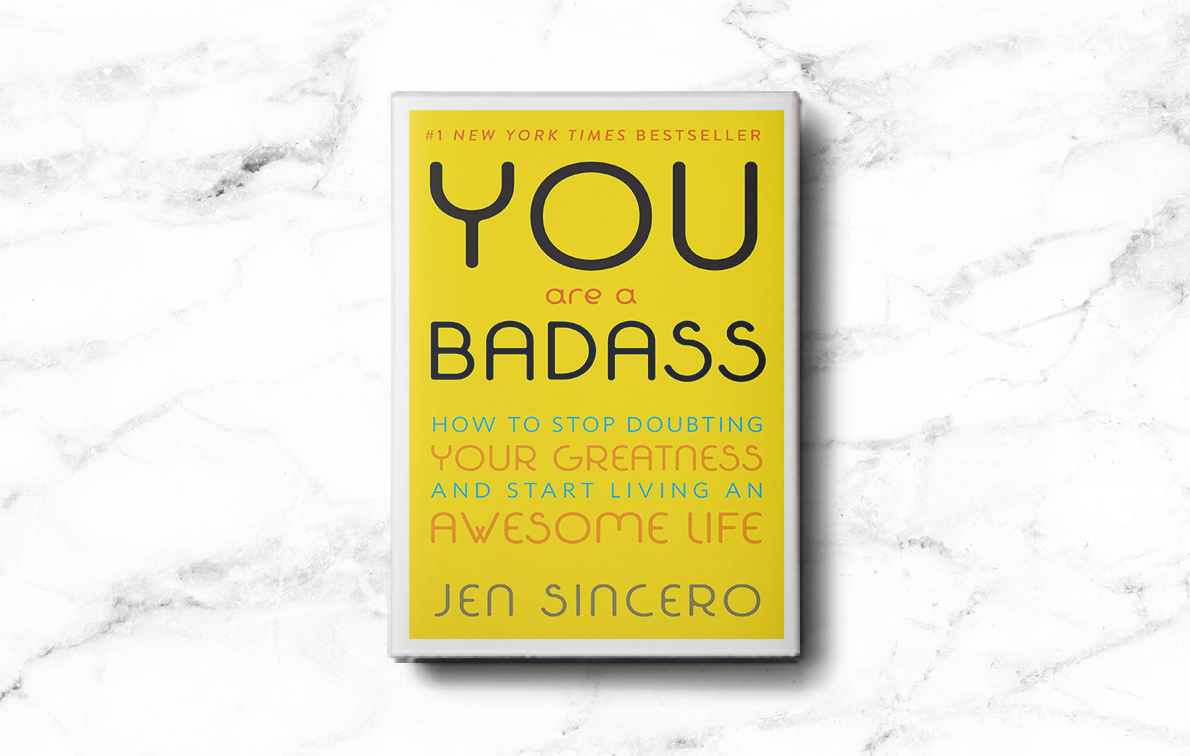 #1 NEW YORK TIMES BESTSELLER
YOU
are a
BADASS
HOW TO STOP DOUBTING
YOUR GREATNESS
AND START LIVING AN
AWESOME LIFE
JEN SINCERO